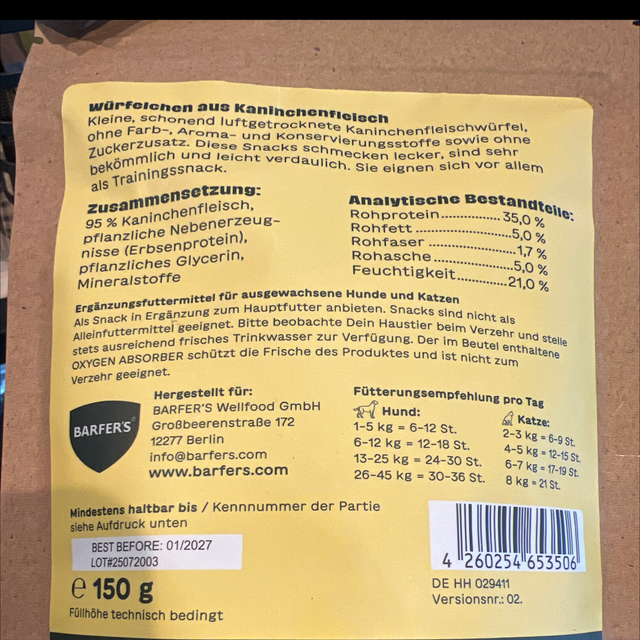 Würfelchen aus Kaninchenfleisch
Kleine, schonend luftgetrocknete Kaninchenfleischwürfel,
ohne Farb-, Aroma- und Konservierungsstoffe sowie ohne
Zuckerzusatz. Diese Snacks schmecken lecker, sind sehr
bekömmlich und leicht verdaulich. Sie eignen sich vor allem
als Trainingssnack.
Zusammensetzung:
95 % Kaninchenfleisch,
pflanzliche Nebenerzeug-
nisse (Erbsenprotein),
pflanzliches Glycerin,
Mineralstoffe
Analytische Bestandteile:
Rohprotein............... 35,0 %
Rohfett .....................5,0 %
Rohfaser ...................1,7 %
Rohasche...................5,0 %
Feuchtigkeit..............21,0 %
Ergänzungsfuttermittel für ausgewachsene Hunde und Katzen
Als Snack in Ergänzung zum Hauptfutter anbieten. Snacks sind nicht als
Alleinfuttermittel geeignet. Bitte beobachte Dein Haustier beim Verzehr und stelle
stets ausreichend frisches Trinkwasser zur Verfügung. Der im Beutel enthaltene
OXYGEN ABSORBER schützt die Frische des Produktes und ist nicht zum
Verzehr geeignet.
BARFER'S
Hergestellt für:
BARFER'S Wellfood GmbH
Großbeerenstraße 172
12277 Berlin
info@barfers.com
www.barfers.com
Fütterungsempfehlung pro Tag
Hund:
1-5 kg = 6-12 St.
6-12 kg = 12-18 St.
13-25 kg = 24-30 St.
26-45 kg = 30-36 St.
Katze:
2-3 kg = 6-9 St.
4-5 kg = 12-15 St.
6-7 kg = 17-19 St.
8 kg = 21 St.
Mindestens haltbar bis / Kennnummer der Partie
siehe Aufdruck unten
BEST BEFORE: 01/2027
LOT#25072003
℮ 150 g
Füllhöhe technisch bedingt
4 260254 653506
DE HH 029411
Versionsnr.: 02.